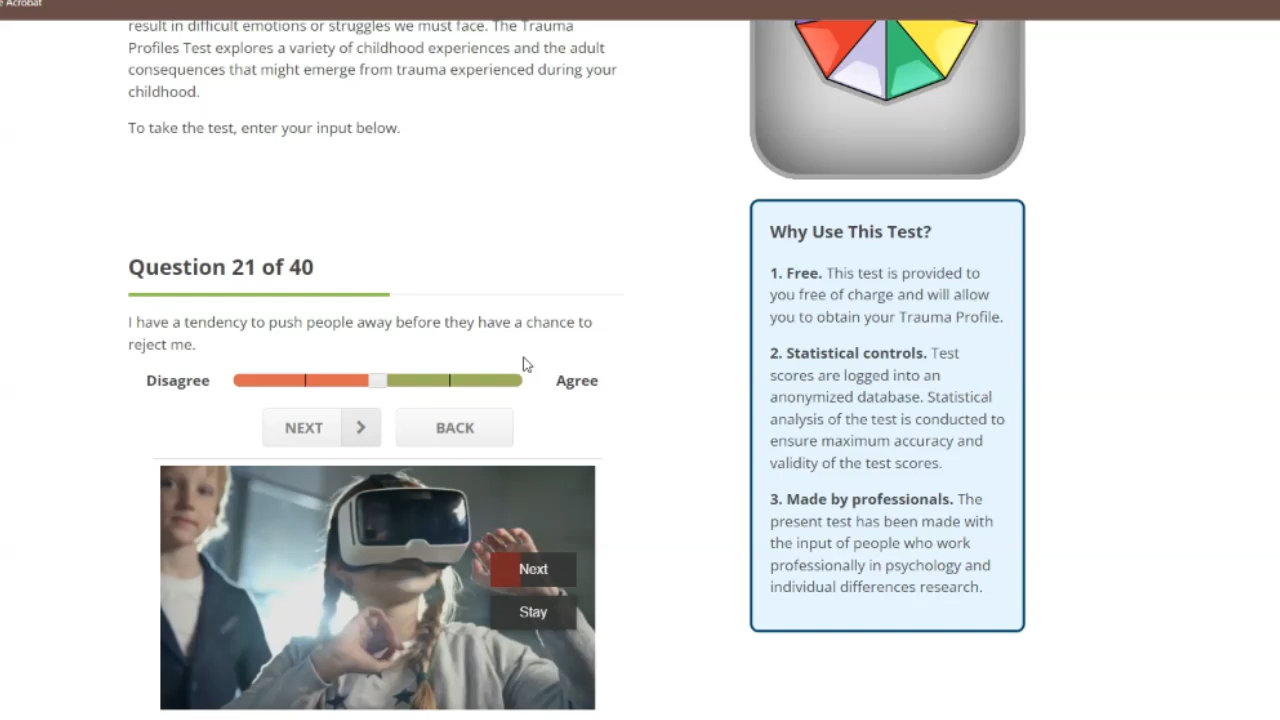 e Acrobat
result in difficult emotions or struggles we must face. The Trauma
Profiles Test explores a variety of childhood experiences and the adult
consequences that might emerge from trauma experienced during your
childhood.
To take the test, enter your input below.
Question 21 of 40
I have a tendency to push people away before they have a chance to
reject me.
Disagree
Agree
NEXT
BACK
Next
Stay
Why Use This Test?
1. Free. This test is provided to
you free of charge and will allow
you to obtain your Trauma Profile.
2. Statistical controls. Test
scores are logged into an
anonymized database. Statistical
analysis of the test is conducted to
ensure maximum accuracy and
validity of the test scores.
3. Made by professionals. The
present test has been made with
the input of people who work
professionally in psychology and
individual differences research.